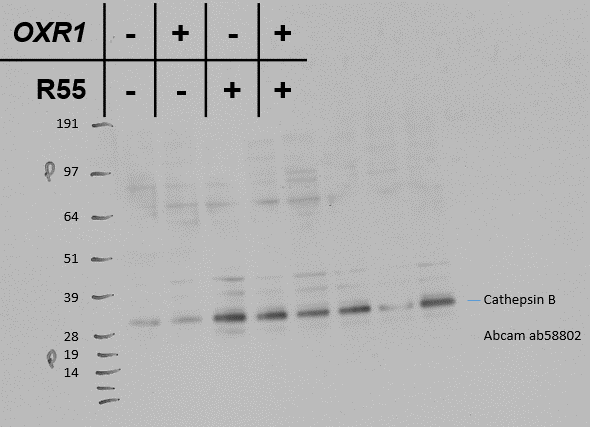 OXR1 - + - +
R55 - - + +
191
97
64
51
39
Cathepsin B
28
Abcam ab58802
19
14